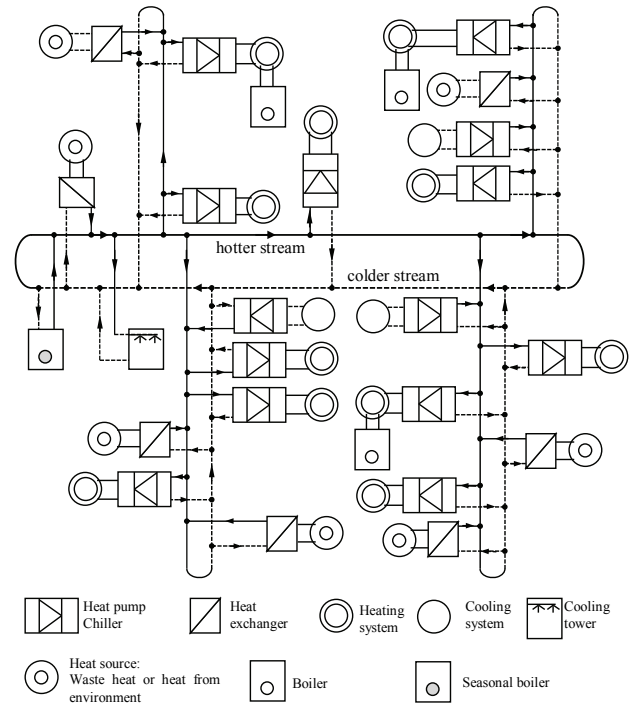 hotter stream
colder stream
Heat pump
Chiller
Heat
exchanger
Heating
system
Cooling
system
Cooling
tower
Heat source:
Waste heat or heat from
environment
Boiler
Seasonal boiler